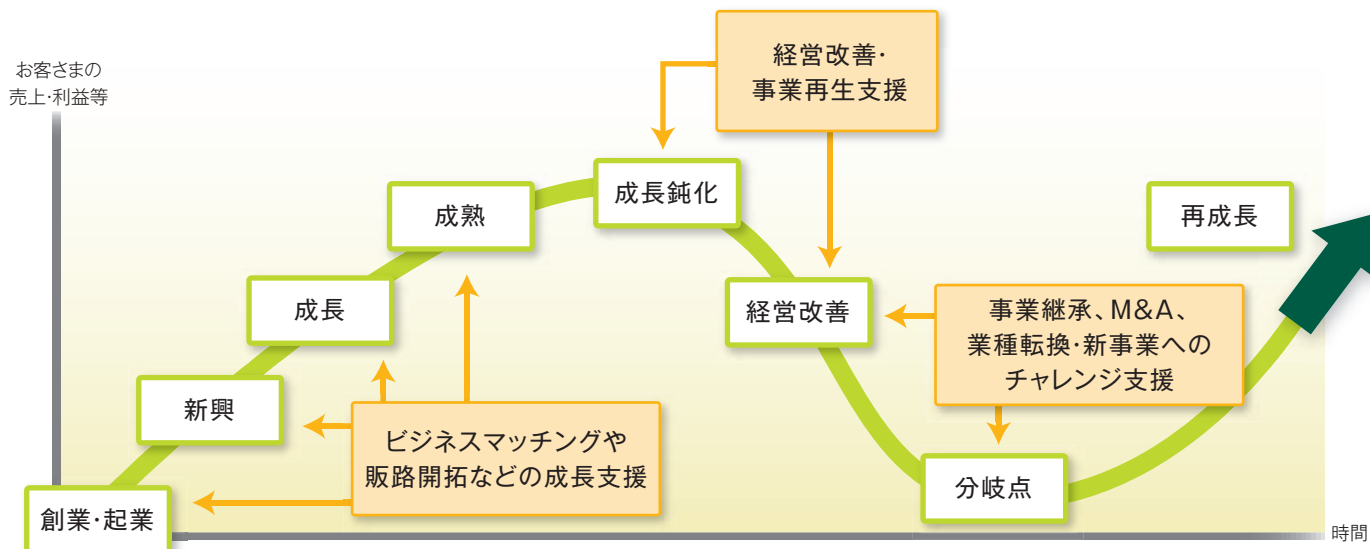 お客さまの
売上・利益等
経営改善・
事業再生支援
成長鈍化
成熟
再成長
成長
経営改善
事業継承、M&A、
業種転換・新事業への
チャレンジ支援
新興
ビジネスマッチングや
販路開拓などの成長支援
分岐点
創業・起業
時間